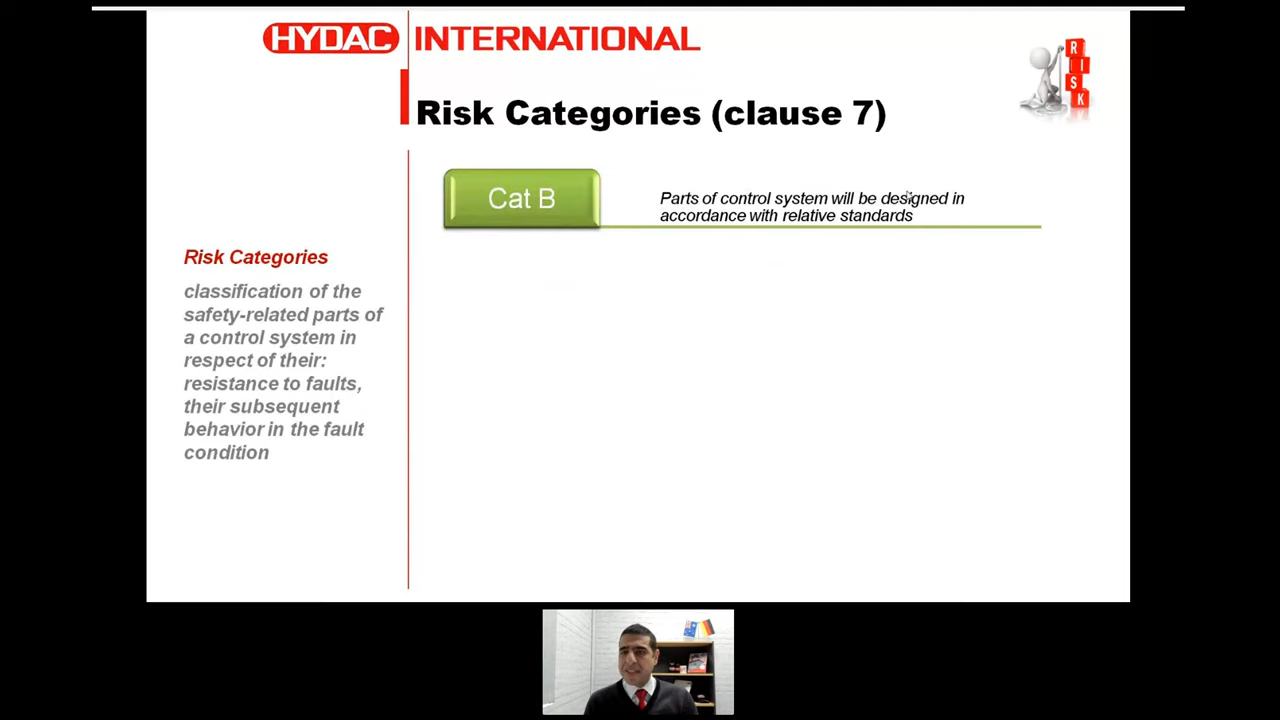 HYDAC INTERNATIONAL
R
I
S
K
Risk Categories (clause 7)
Cat B
Parts of control system will be designed in
accordance with relative standards
Risk Categories
classification of the
safety-related parts of
a control system in
respect of their:
resistance to faults,
their subsequent
behavior in the fault
condition